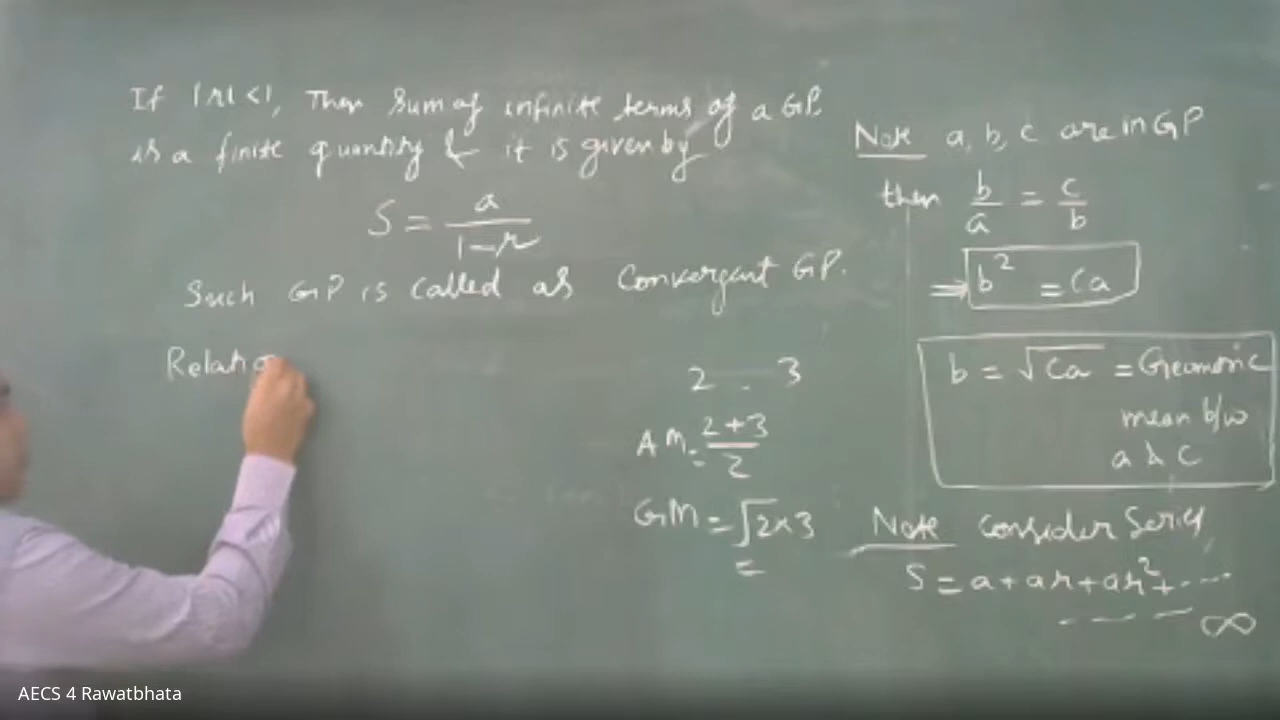 If |r| < 1, Then Sum of infinite terms of a GP.
is a finite quantity & it is given by
S = a / 1-r
Such GP is called as Convergent GP.
Relatio
2 . 3
A M. = 2+3 / 2
GM = √2×3
=
Note a, b, c are in GP
then b/a = c/b
⇒ b² = ca
b = √ca = Geometric
mean b/w
a & c
Note Consider Series,
S = a + ar + ar² + ....
---- ∞
AECS 4 Rawatbhata